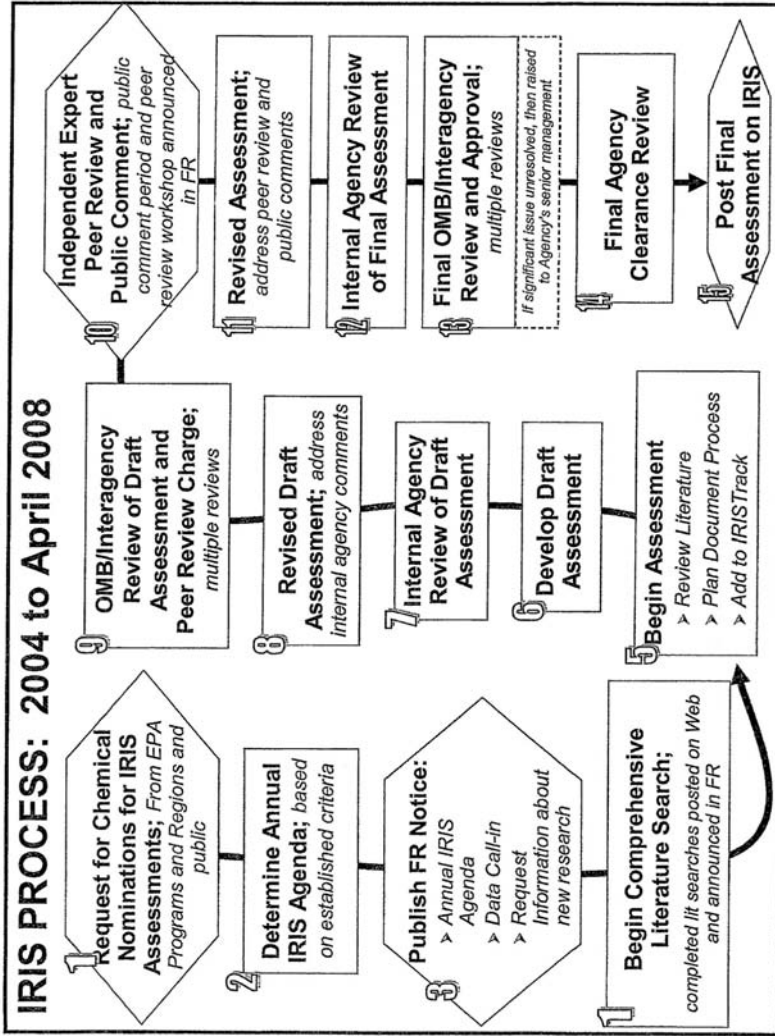 IRIS PROCESS: 2004 to April 2008
1
Request for Chemical
Nominations for IRIS
Assessments; From EPA
Programs and Regions and
public
2
Determine Annual
IRIS Agenda; based
on established criteria
3
Publish FR Notice:
➢ Annual IRIS
Agenda
➢ Data Call-in
➢ Request
Information about
new research
1
Begin Comprehensive
Literature Search;
completed lit searches posted on Web
and announced in FR
5
Begin Assessment
➢ Review Literature
➢ Plan Document Process
➢ Add to IRISTrack
6
Develop Draft
Assessment
7
Internal Agency
Review of Draft
Assessment
8
Revised Draft
Assessment; address
internal agency comments
9
OMB/Interagency
Review of Draft
Assessment and
Peer Review Charge;
multiple reviews
10
Independent Expert
Peer Review and
Public Comment; public
comment period and peer
review workshop announced
in FR
11
Revised Assessment;
address peer review and
public comments
12
Internal Agency Review
of Final Assessment
13
Final OMB/Interagency
Review and Approval;
multiple reviews
If significant issue unresolved, then raised
to Agency's senior management
14
Final Agency
Clearance Review
15
Post Final
Assessment on IRIS